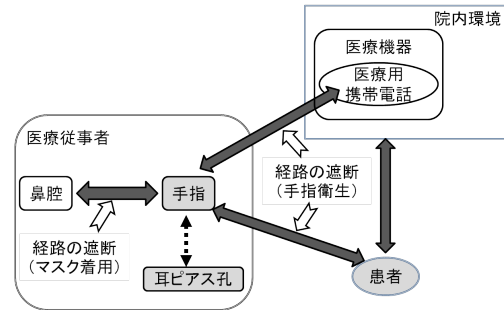 院内環境
医療機器
医療用
携帯電話
医療従事者
鼻腔
手指
経路の遮断
(手指衛生)
経路の遮断
(マスク着用)
耳ピアス孔
患者